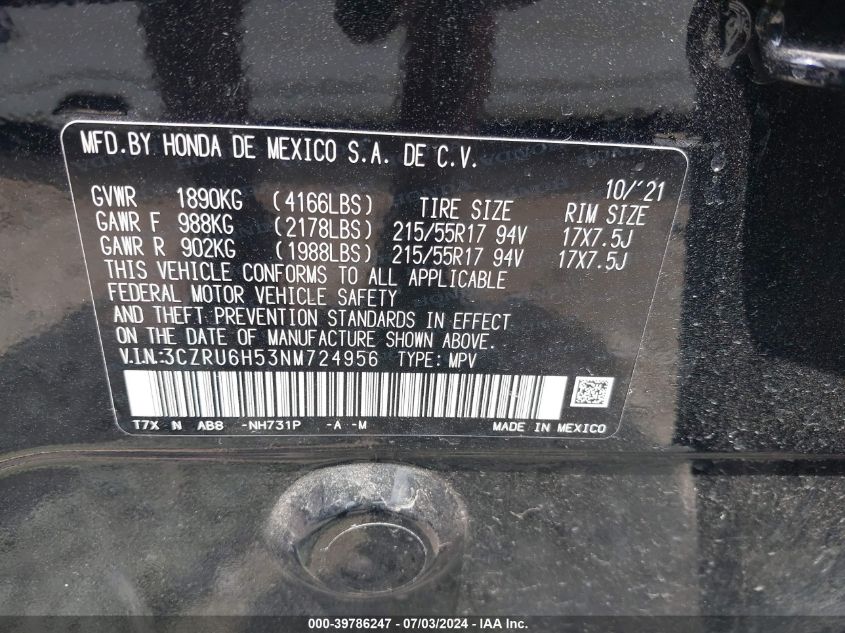 MFD.BY HONDA DE MEXICO S.A. DE C.V.
10/'21
GVWR 1890KG (4166LBS) TIRE SIZE RIM SIZE
GAWR F 988KG (2178LBS) 215/55R17 94V 17X7.5J
GAWR R 902KG (1988LBS) 215/55R17 94V 17X7.5J
THIS VEHICLE CONFORMS TO ALL APPLICABLE
FEDERAL MOTOR VEHICLE SAFETY
AND THEFT PREVENTION STANDARDS IN EFFECT
ON THE DATE OF MANUFACTURE SHOWN ABOVE.
V.I.N.:3CZRU6H53NM724956 TYPE: MPV
T7X N AB8 -NH731P -A -M MADE IN MEXICO
000-39786247 - 07/03/2024 - IAA Inc.